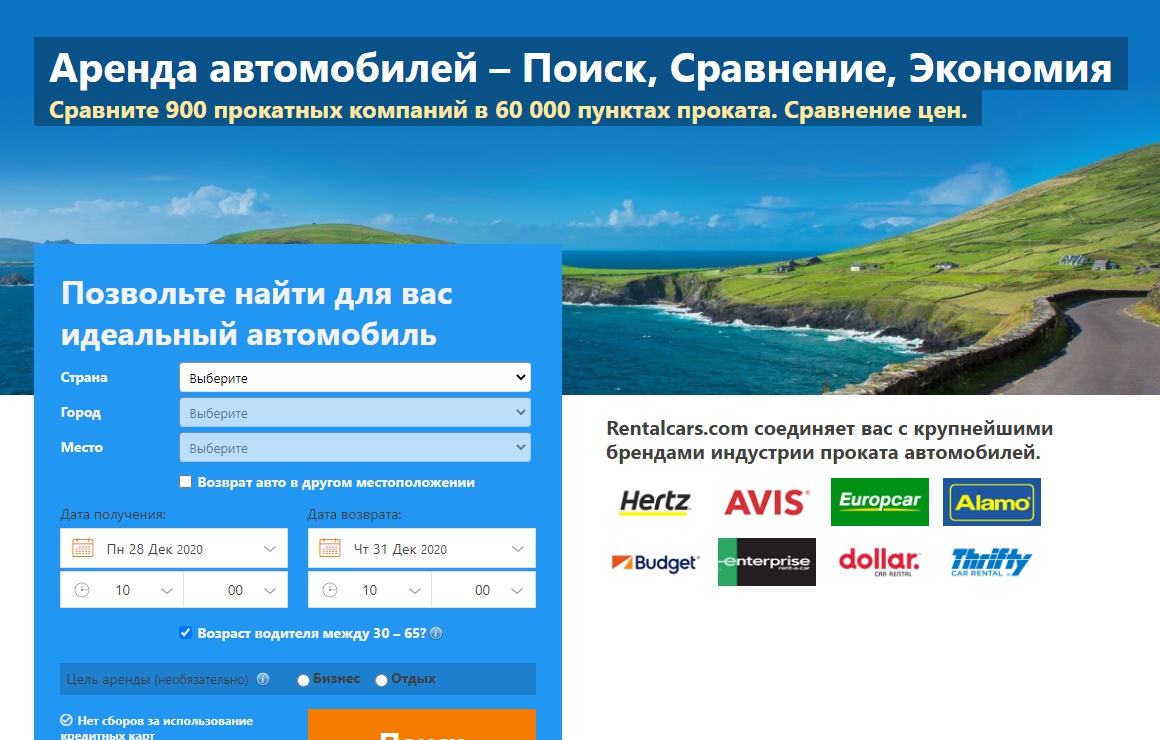 Аренда автомобилей – Поиск, Сравнение, Экономия
Сравните 900 прокатных компаний в 60 000 пунктах проката. Сравнение цен.
Позвольте найти для вас
идеальный автомобиль
Страна
Выберите
Город
Выберите
Место
Выберите
Возврат авто в другом местоположении
Дата получения:
Дата возврата:
Пн 28 Дек 2020
Чт 31 Дек 2020
10
00
10
00
Возраст водителя между 30 – 65?
Цель аренды (необязательно)
Бизнес
Отдых
Нет сборов за использование
кредитных карт
Поиск
Rentalcars.com соединяет вас с крупнейшими
брендами индустрии проката автомобилей.
Hertz
AVIS
Europcar
Alamo
Budget
enterprise
rent-a-car
dollar.
CAR RENTAL
Thrifty
CAR RENTAL